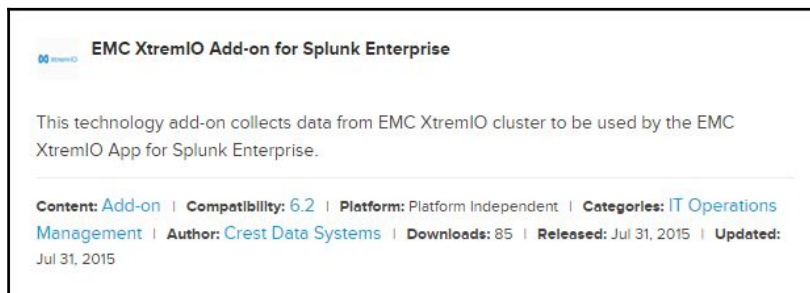 EMC XtremIO Add-on for Splunk Enterprise
XTREMIO
This technology add-on collects data from EMC XtremIO cluster to be used by the EMC
XtremIO App for Splunk Enterprise.
Content: Add-on | Compatibility: 6.2 | Platform: Platform Independent | Categories: IT Operations
Management | Author: Crest Data Systems | Downloads: 85 | Released: Jul 31, 2015 | Updated:
Jul 31, 2015